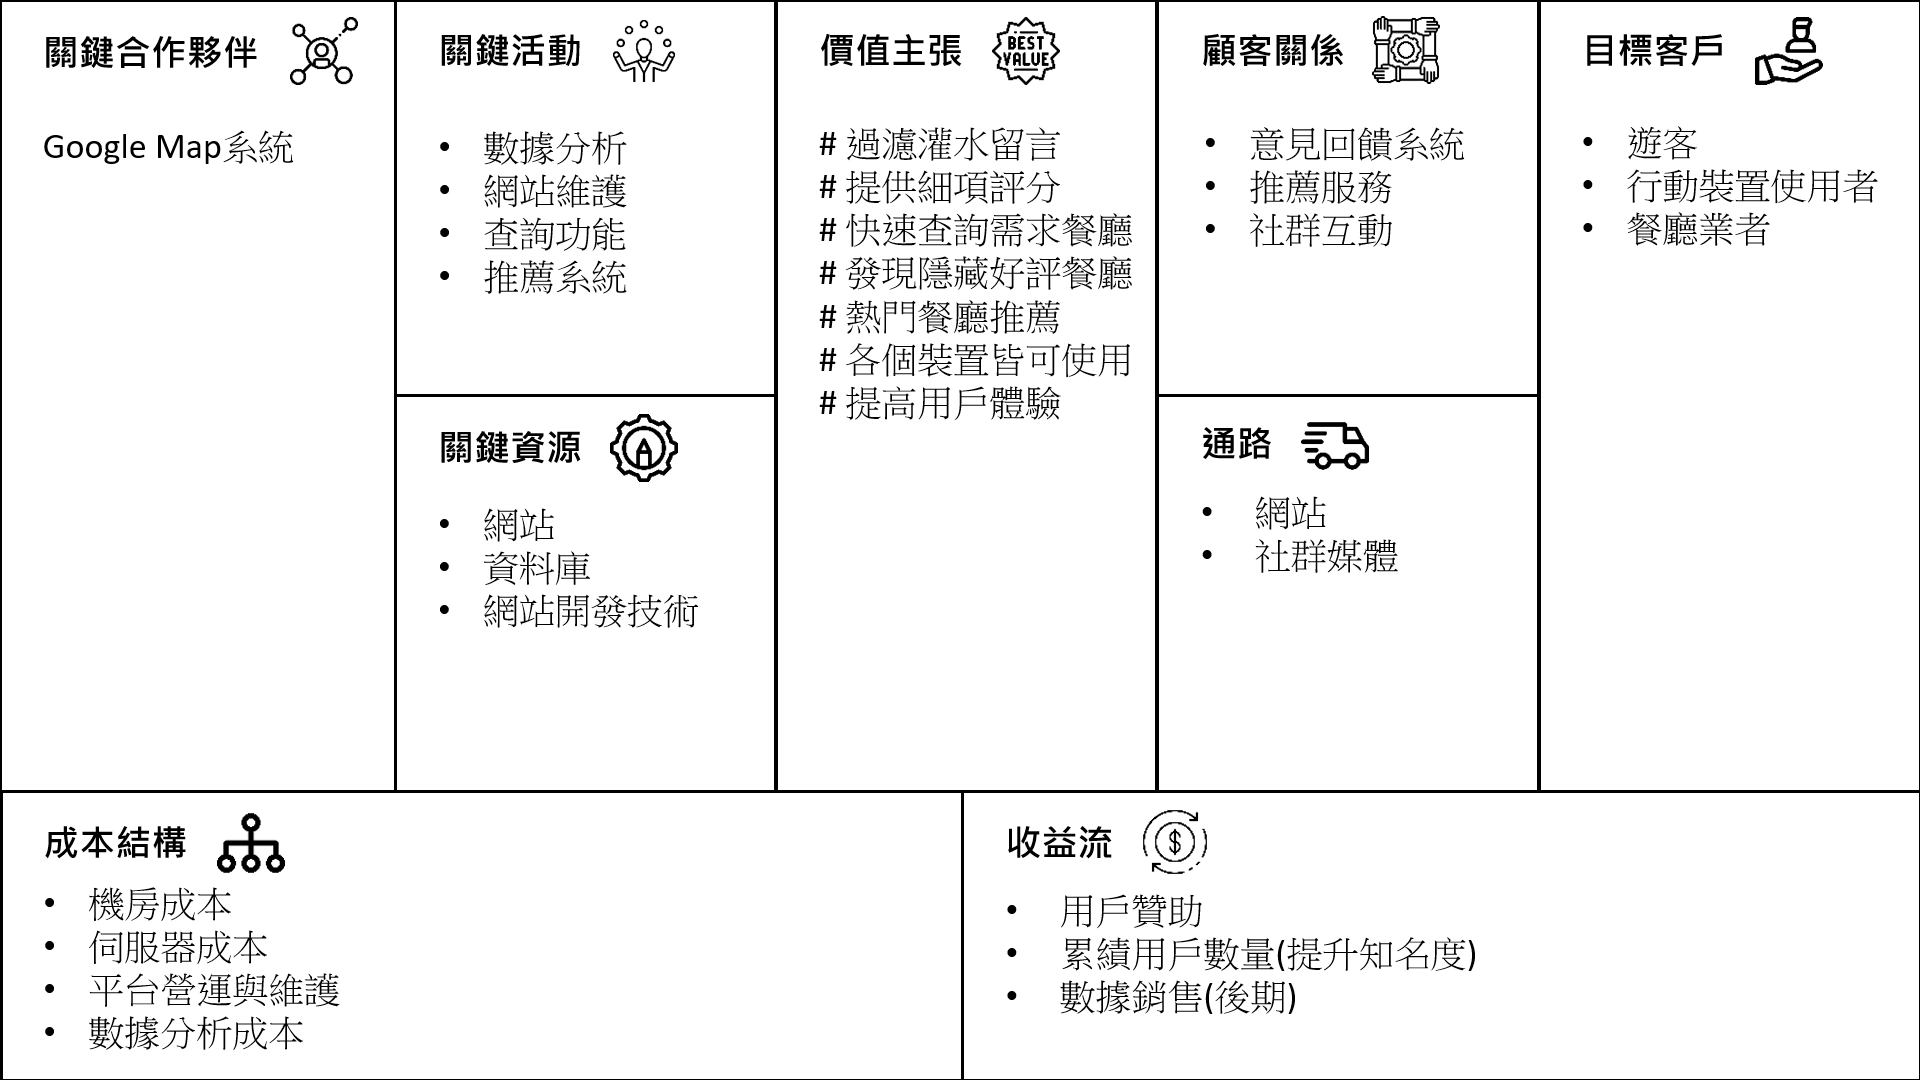 關鍵合作夥伴
Google Map系統
關鍵活動
• 數據分析
• 網站維護
• 查詢功能
• 推薦系統
關鍵資源
• 網站
• 資料庫
• 網站開發技術
價值主張
BEST
VALUE
# 過濾灌水留言
# 提供細項評分
# 快速查詢需求餐廳
# 發現隱藏好評餐廳
# 熱門餐廳推薦
# 各個裝置皆可使用
# 提高用戶體驗
顧客關係
• 意見回饋系統
• 推薦服務
• 社群互動
通路
• 網站
• 社群媒體
目標客戶
• 遊客
• 行動裝置使用者
• 餐廳業者
成本結構
• 機房成本
• 伺服器成本
• 平台營運與維護
• 數據分析成本
收益流
$
• 用戶贊助
• 累績用戶數量(提升知名度)
• 數據銷售(後期)